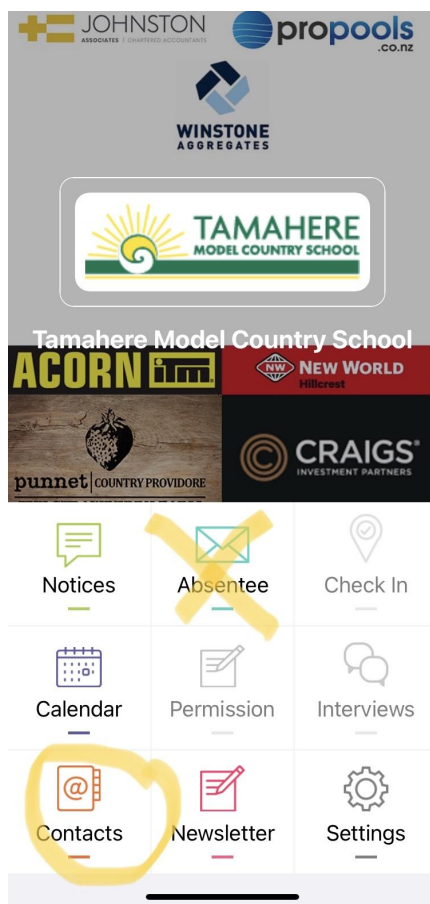 JOHNSTON
ASSOCIATES | CHARTERED ACCOUNTANTS
propools
.co.nz
WINSTONE
AGGREGATES
TAMAHERE
MODEL COUNTRY SCHOOL
Tamahere Model Country School
ACORN itm
NW NEW WORLD
Hillcrest
punnet | COUNTRY PROVIDORE
CRAIGS
INVESTMENT PARTNERS
Notices Absentee Check In
Calendar Permission Interviews
Contacts Newsletter Settings